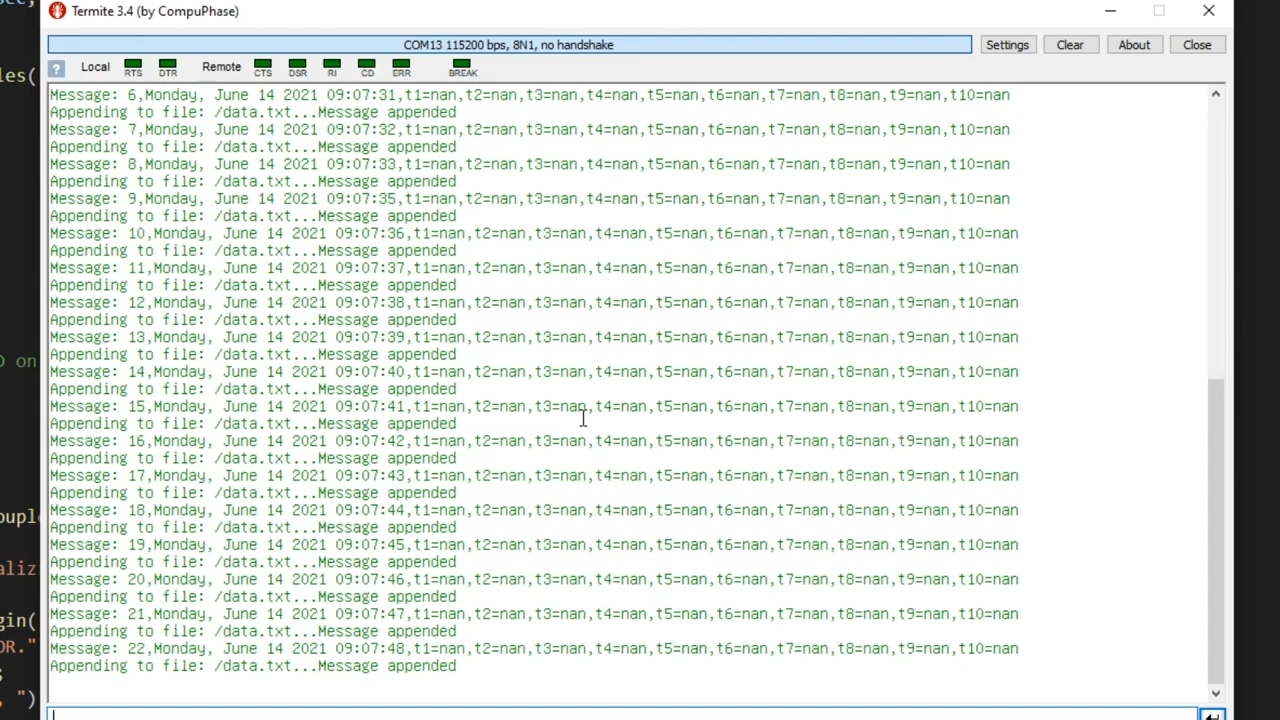 Termite 3.4 (by CompuPhase)
COM13 115200 bps, 8N1, no handshake
Settings
Clear
About
Close
Local
RTS
DTR
Remote
CTS
DSR
RI
CD
ERR
BREAK
Message: 6,Monday, June 14 2021 09:07:31,t1=nan,t2=nan,t3=nan,t4=nan,t5=nan,t6=nan,t7=nan,t8=nan,t9=nan,t10=nan
Appending to file: /data.txt...Message appended
Message: 7,Monday, June 14 2021 09:07:32,t1=nan,t2=nan,t3=nan,t4=nan,t5=nan,t6=nan,t7=nan,t8=nan,t9=nan,t10=nan
Appending to file: /data.txt...Message appended
Message: 8,Monday, June 14 2021 09:07:33,t1=nan,t2=nan,t3=nan,t4=nan,t5=nan,t6=nan,t7=nan,t8=nan,t9=nan,t10=nan
Appending to file: /data.txt...Message appended
Message: 9,Monday, June 14 2021 09:07:35,t1=nan,t2=nan,t3=nan,t4=nan,t5=nan,t6=nan,t7=nan,t8=nan,t9=nan,t10=nan
Appending to file: /data.txt...Message appended
Message: 10,Monday, June 14 2021 09:07:36,t1=nan,t2=nan,t3=nan,t4=nan,t5=nan,t6=nan,t7=nan,t8=nan,t9=nan,t10=nan
Appending to file: /data.txt...Message appended
Message: 11,Monday, June 14 2021 09:07:37,t1=nan,t2=nan,t3=nan,t4=nan,t5=nan,t6=nan,t7=nan,t8=nan,t9=nan,t10=nan
Appending to file: /data.txt...Message appended
Message: 12,Monday, June 14 2021 09:07:38,t1=nan,t2=nan,t3=nan,t4=nan,t5=nan,t6=nan,t7=nan,t8=nan,t9=nan,t10=nan
Appending to file: /data.txt...Message appended
Message: 13,Monday, June 14 2021 09:07:39,t1=nan,t2=nan,t3=nan,t4=nan,t5=nan,t6=nan,t7=nan,t8=nan,t9=nan,t10=nan
Appending to file: /data.txt...Message appended
Message: 14,Monday, June 14 2021 09:07:40,t1=nan,t2=nan,t3=nan,t4=nan,t5=nan,t6=nan,t7=nan,t8=nan,t9=nan,t10=nan
Appending to file: /data.txt...Message appended
Message: 15,Monday, June 14 2021 09:07:41,t1=nan,t2=nan,t3=nan,t4=nan,t5=nan,t6=nan,t7=nan,t8=nan,t9=nan,t10=nan
Appending to file: /data.txt...Message appended
Message: 16,Monday, June 14 2021 09:07:42,t1=nan,t2=nan,t3=nan,t4=nan,t5=nan,t6=nan,t7=nan,t8=nan,t9=nan,t10=nan
Appending to file: /data.txt...Message appended
Message: 17,Monday, June 14 2021 09:07:43,t1=nan,t2=nan,t3=nan,t4=nan,t5=nan,t6=nan,t7=nan,t8=nan,t9=nan,t10=nan
Appending to file: /data.txt...Message appended
Message: 18,Monday, June 14 2021 09:07:44,t1=nan,t2=nan,t3=nan,t4=nan,t5=nan,t6=nan,t7=nan,t8=nan,t9=nan,t10=nan
Appending to file: /data.txt...Message appended
Message: 19,Monday, June 14 2021 09:07:45,t1=nan,t2=nan,t3=nan,t4=nan,t5=nan,t6=nan,t7=nan,t8=nan,t9=nan,t10=nan
Appending to file: /data.txt...Message appended
Message: 20,Monday, June 14 2021 09:07:46,t1=nan,t2=nan,t3=nan,t4=nan,t5=nan,t6=nan,t7=nan,t8=nan,t9=nan,t10=nan
Appending to file: /data.txt...Message appended
Message: 21,Monday, June 14 2021 09:07:47,t1=nan,t2=nan,t3=nan,t4=nan,t5=nan,t6=nan,t7=nan,t8=nan,t9=nan,t10=nan
Appending to file: /data.txt...Message appended
Message: 22,Monday, June 14 2021 09:07:48,t1=nan,t2=nan,t3=nan,t4=nan,t5=nan,t6=nan,t7=nan,t8=nan,t9=nan,t10=nan
Appending to file: /data.txt...Message appended